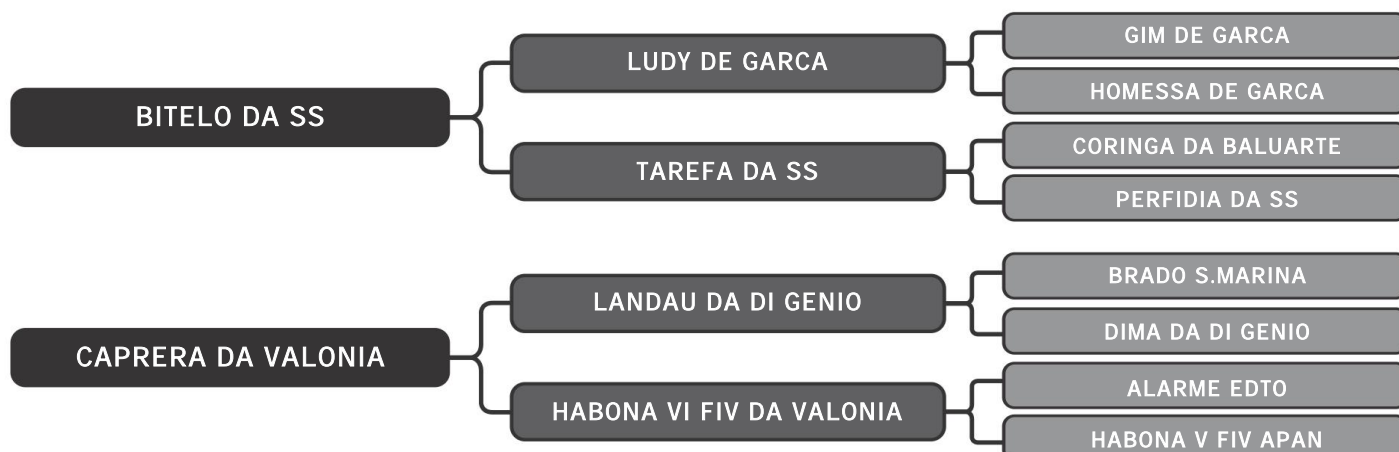 BITELO DA SS
LUDY DE GARCA
GIM DE GARCA
HOMESSA DE GARCA
TAREFA DA SS
CORINGA DA BALUARTE
PERFIDIA DA SS
CAPRERA DA VALONIA
LANDAU DA DI GENIO
BRADO S.MARINA
DIMA DA DI GENIO
HABONA VI FIV DA VALONIA
ALARME EDTO
HABONA V FIV APAN